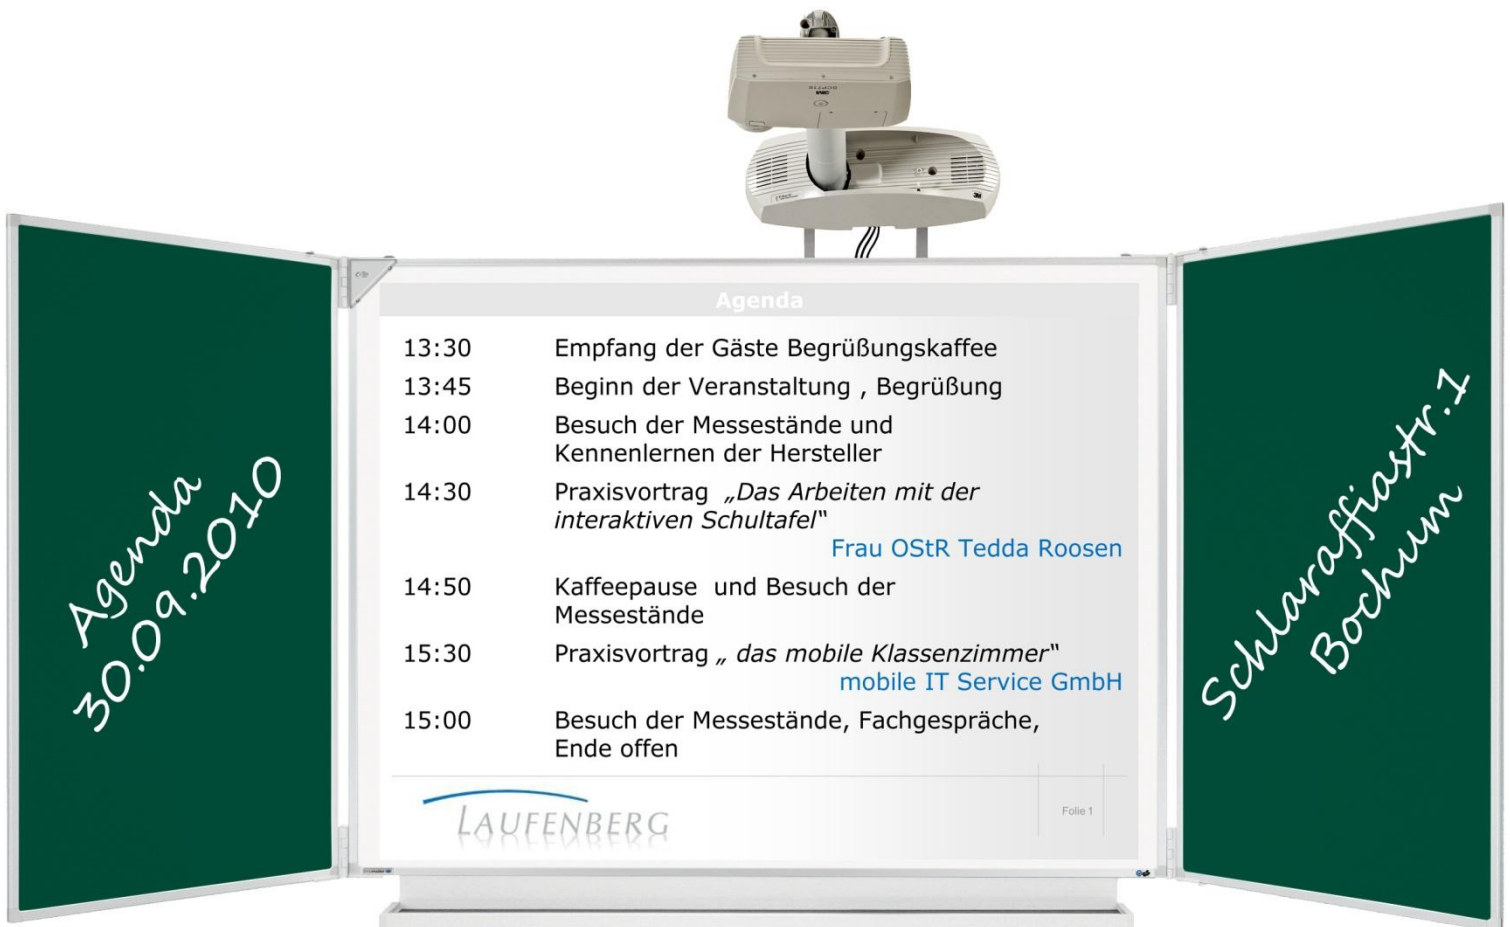 Agenda
30.09.2010
Agenda
13:30 Empfang der Gäste Begrüßungskaffee
13:45 Beginn der Veranstaltung , Begrüßung
14:00 Besuch der Messestände und
Kennenlernen der Hersteller
14:30 Praxisvortrag „Das Arbeiten mit der
interaktiven Schultafel“
Frau OStR Tedda Roosen
14:50 Kaffeepause und Besuch der
Messestände
15:30 Praxisvortrag „ das mobile Klassenzimmer“
mobile IT Service GmbH
15:00 Besuch der Messestände, Fachgespräche,
Ende offen
LAUFENBERG
Folie 1
Schlaraffiastr.1
Bochum
3M